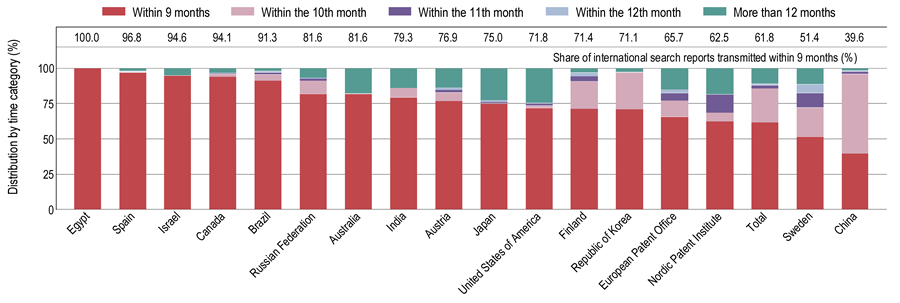 Within 9 months Within the 10th month Within the 11th month Within the 12th month More than 12 months
100.0 96.8 94.6 94.1 91.3 81.6 81.6 79.3 76.9 75.0 71.8 71.4 71.1 65.7 62.5 61.8 51.4 39.6
Share of international search reports transmitted within 9 months (%)
Distribution by time category (%)
100
75
50
25
0
Egypt
Spain
Israel
Canada
Brazil
Russian Federation
Australia
India
Austria
Japan
United States of America
Finland
Republic of Korea
European Patent Office
Nordic Patent Institute
Total
Sweden
China